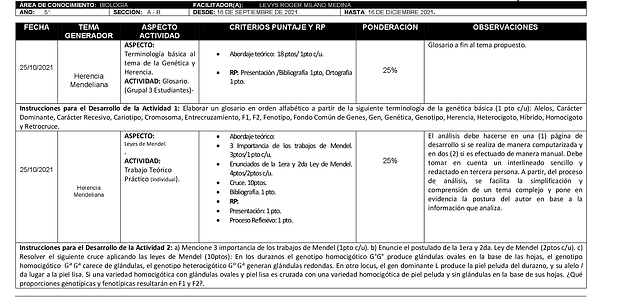 ÁREA DE CONOCIMIENTO: BIOLOGIA FACILITADOR(A): LEVYS ROGER MILANO MEDINA
AÑO: 5° SECCIÓN: A - B DESDE: 16 DE SEPTIEMBRE DE 2021. HASTA 16 DE DICIEMBRE 2021.
FECHA
TEMA GENERADOR
ASPECTO ACTIVIDAD
CRITERIOS PUNTAJE Y RP
PONDERACIÓN
OBSERVACIONES
25/10/2021
Herencia
Mendeliana
ASPECTO:
Terminología básica al
tema de la Genética y
Herencia.
ACTIVIDAD: Glosario.
(Grupal 3 Estudiantes)-
• Abordaje teórico: 18 ptos/ 1pto c/u.
• RP: Presentación /Bibliografía 1pto, Ortografía
1 pto.
25%
Glosario a fin al tema propuesto.
Instrucciones para el Desarrollo de la Actividad 1: Elaborar un glosario en orden alfabético a partir de la siguiente terminología de la genética básica (1 pto c/u): Alelos, Carácter
Dominante, Carácter Recesivo, Cariotipo, Cromosoma, Entrecruzamiento, F1, F2, Fenotipo, Fondo Común de Genes, Gen, Genética, Genotipo, Herencia, Heterocigoto, Hibrido, Homocigoto
y Retrocruce.
25/10/2021
Herencia
Mendeliana
ASPECTO:
Leyes de Mendel.
ACTIVIDAD:
Trabajo Teórico
Práctico (Individual).
• Abordaje teórico:
• 3 Importancia de los trabajos de Mendel.
3ptos/1pto c/u.
• Enunciados de la 1era y 2da Ley de Mendel.
4ptos/2ptos c/u.
• Cruce. 10ptos.
• Bibliografía. 1 pto.
• RP:
• Presentación: 1 pto.
• Proceso Reflexivo: 1 pto.
25%
El análisis debe hacerse en una (1) página de
desarrollo si se realiza de manera computarizada y
en dos (2) si es efectuado de manera manual. Debe
tomar en cuenta un interlineado sencillo y
redactado en tercera persona. A partir, del proceso
de análisis, se facilita la simplificación y
comprensión de un tema complejo y pone en
evidencia la postura del autor en base a la
información que analiza.
Instrucciones para el Desarrollo de la Actividad 2: a) Mencione 3 importancia de los trabajos de Mendel (1pto c/u). b) Enuncie el postulado de la 1era y 2da. Ley de Mendel (2ptos c/u). c)
Resolver el siguiente cruce aplicando las leyes de Mendel (10ptos): En los duraznos el genotipo homocigótico produce glándulas ovales en la base de las hojas, el genotipo
homocigótico carece de glándulas, el genotipo heterocigótico generan glándulas redondas. En otro locus, el gen dominante L produce la piel peluda del durazno, y su alelo l
da lugar a la piel lisa. Si una variedad homocigótica con glándulas ovales y piel lisa es cruzada con una variedad homocigótica de piel peluda y sin glándulas en la base de las hojas. ¿Qué
proporciones genotípicas y fenotípicas resultarán en F1 y F2?.